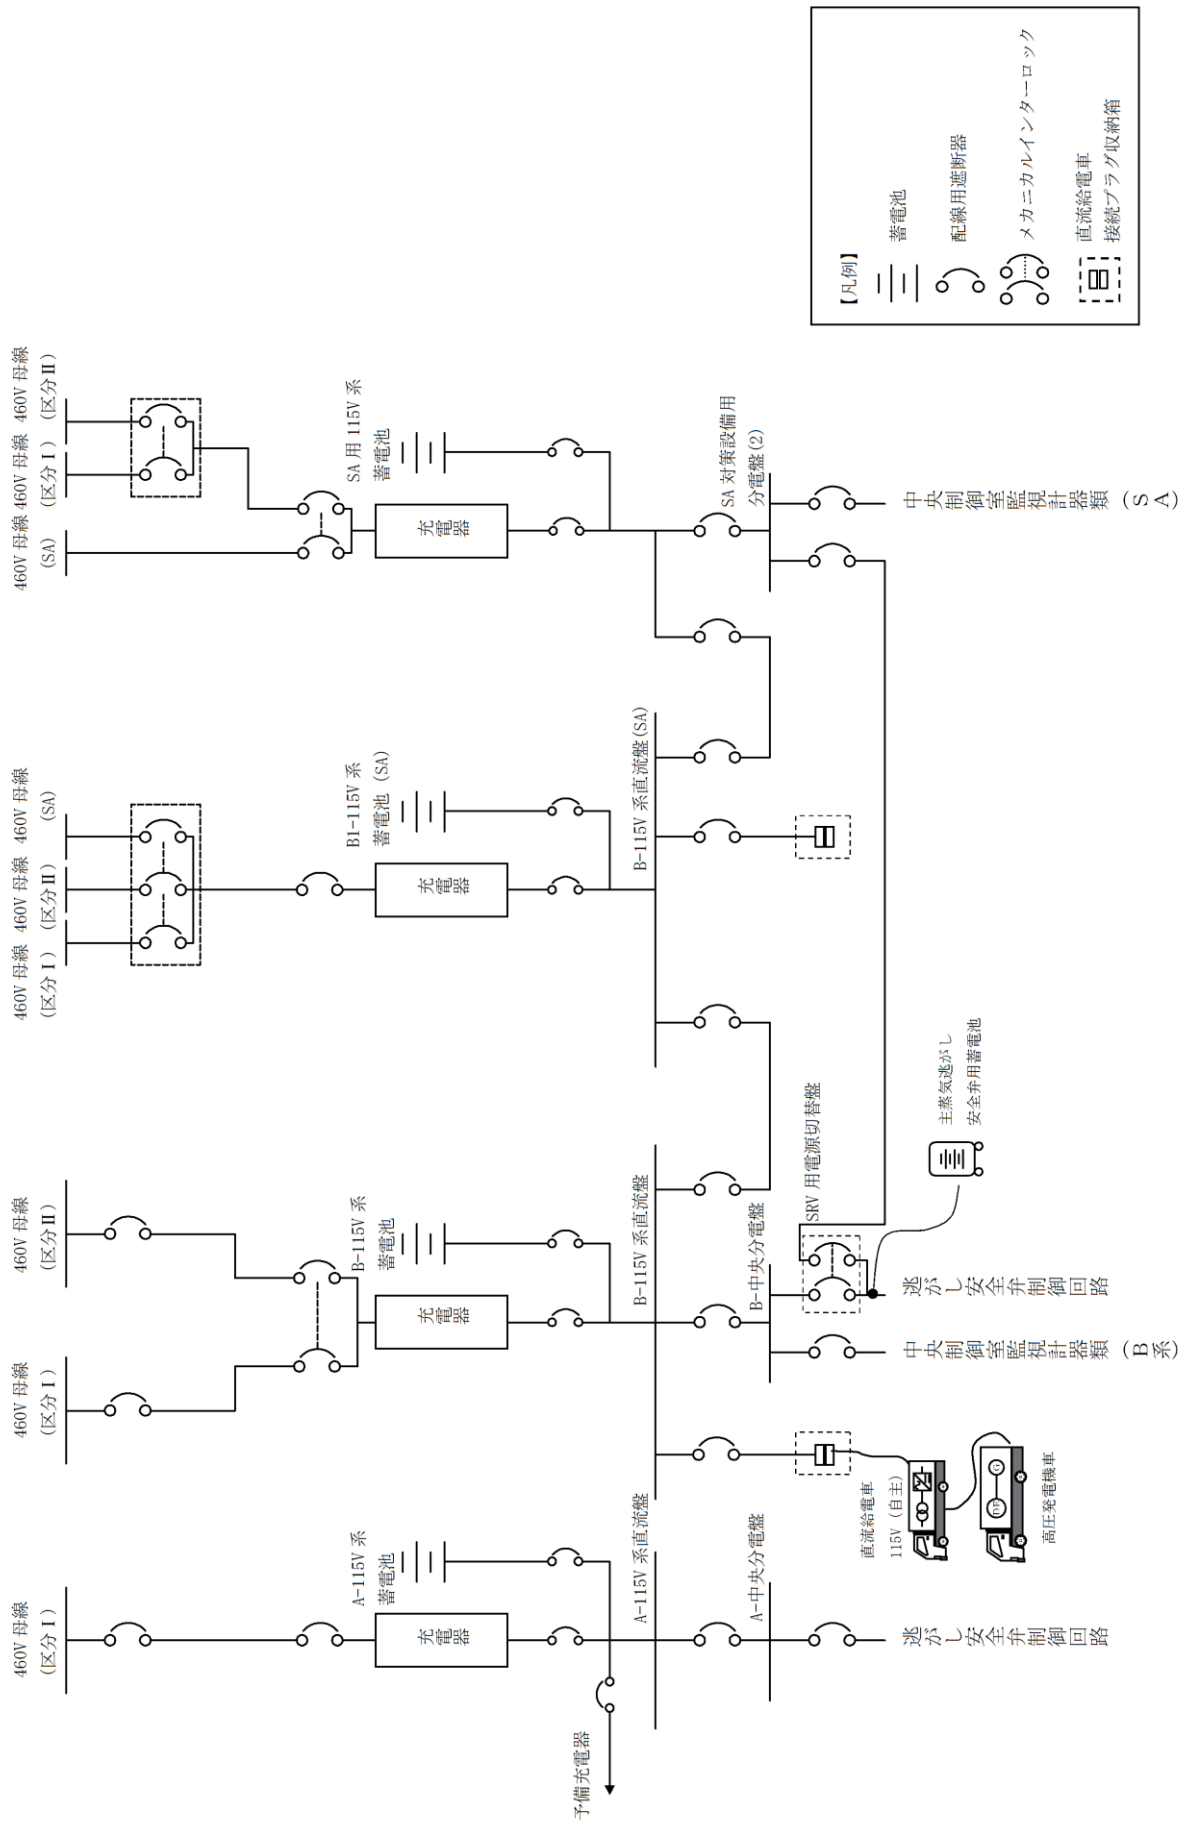 460V 母線
(区分Ⅰ)
460V 母線
(区分Ⅰ)
460V 母線
(区分Ⅱ)
460V 母線
(区分Ⅰ)
460V 母線
(区分Ⅱ)
460V 母線
(SA)
460V 母線
(SA)
460V 母線
(区分Ⅰ)
460V 母線
(区分Ⅱ)
A-115V 系
蓄電池
充電器
B-115V 系
蓄電池
充電器
B1-115V 系
蓄電池 (SA)
充電器
SA 用 115V 系
蓄電池
充電器
予備充電器
A-115V 系直流盤
B-115V 系直流盤
B-115V 系直流盤(SA)
SA 対策設備用
分電盤(2)
A-中央分電盤
B-中央分電盤
SRV 用電源切替盤
逃がし安全弁制御回路
直流給電車
115V (自主)
DE
G
高圧発電機車
中央制御室監視計器類(B系)
逃がし安全弁制御回路
主蒸気逃がし
安全弁用蓄電池
中央制御室監視計器類(SA)
【凡例】
蓄電池
配線用遮断器
メカニカルインターロック
直流給電車
接続プラグ収納箱